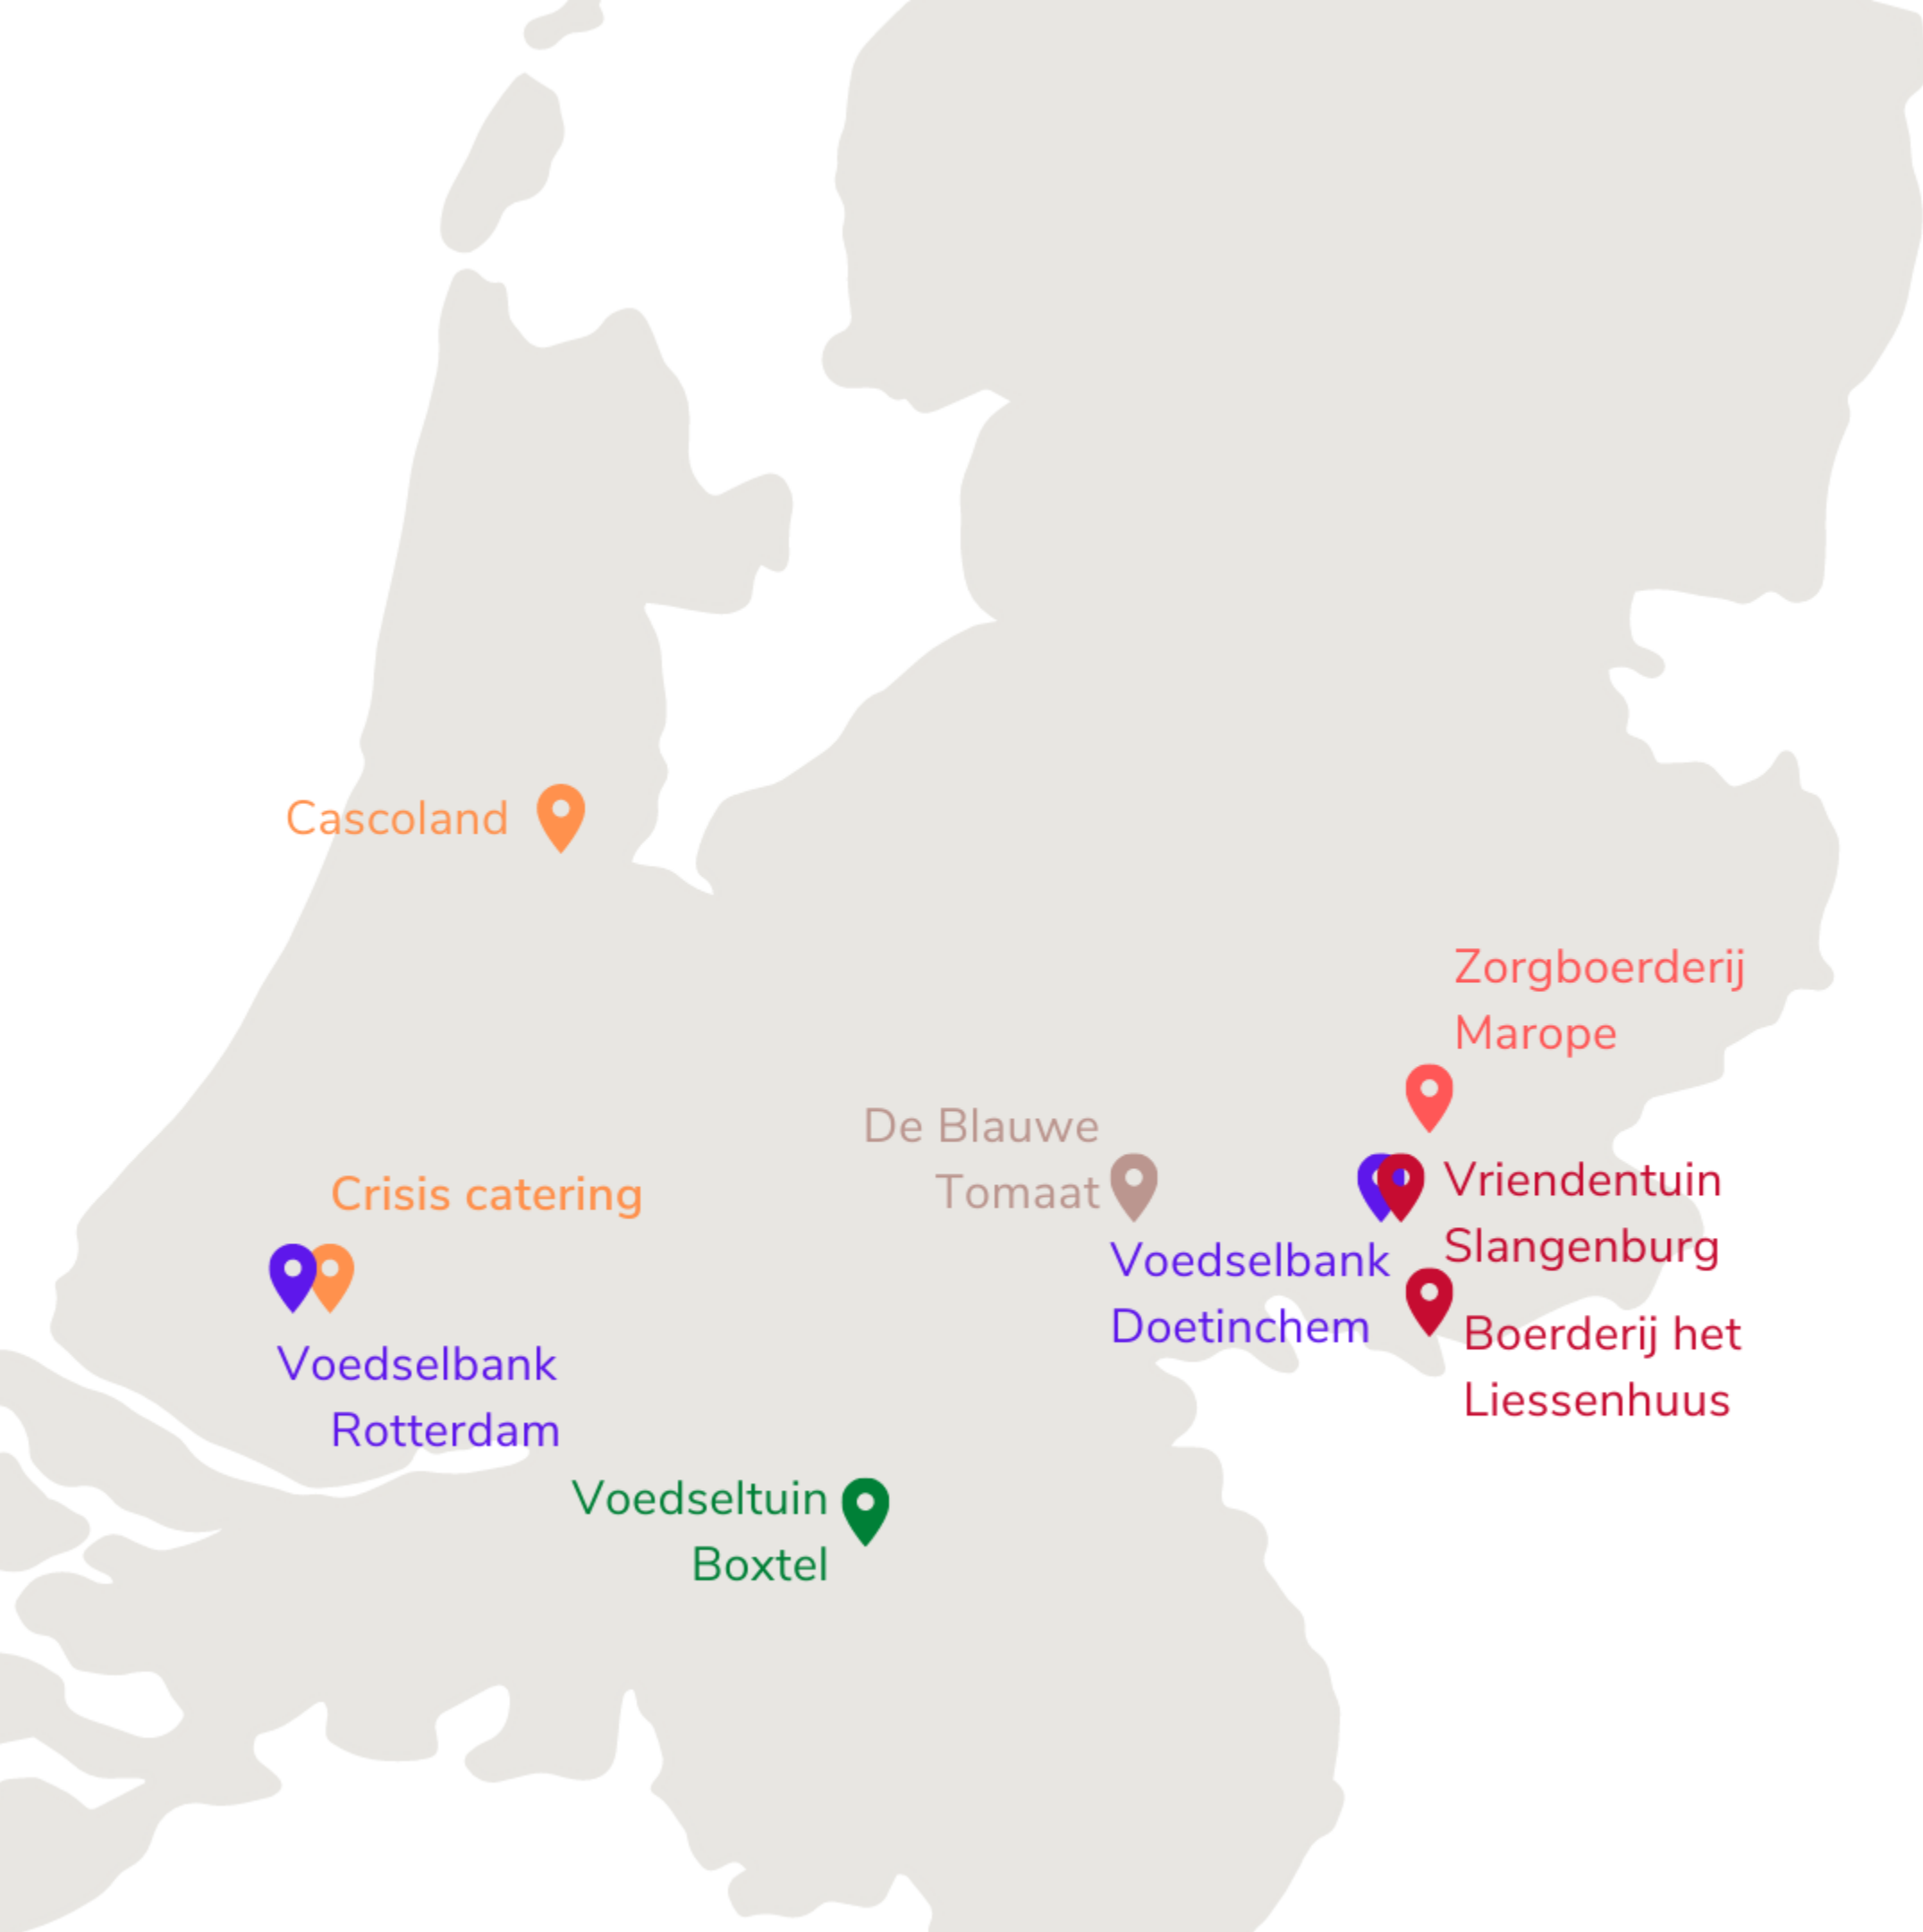 Cascoland
Zorgboerderij
Marope
De Blauwe
Tomaat
Vriendentuin
Slangenburg
Crisis catering
Voedselbank
Doetinchem
Boerderij het
Liessenhuus
Voedselbank
Rotterdam
Voedseltuin
Boxtel